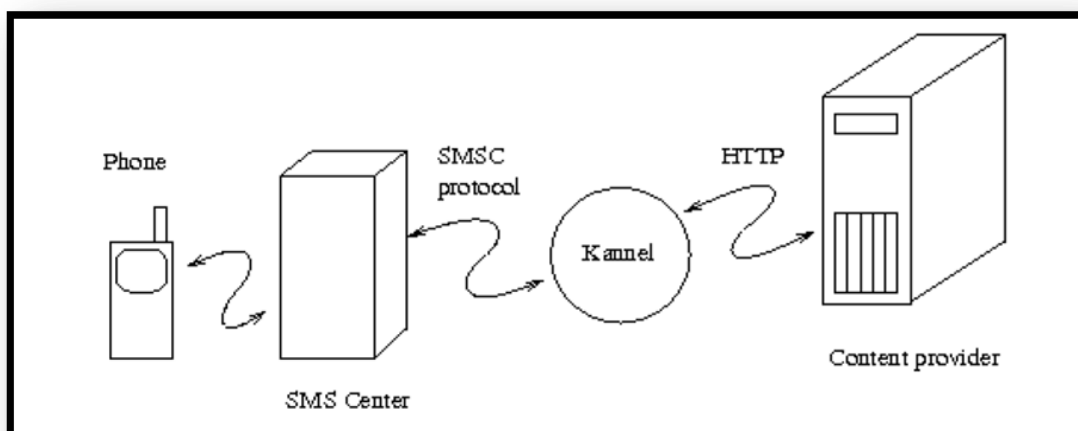 Phone
SMSC
protocol
HTTP
Kannel
SMS Center
Content provider